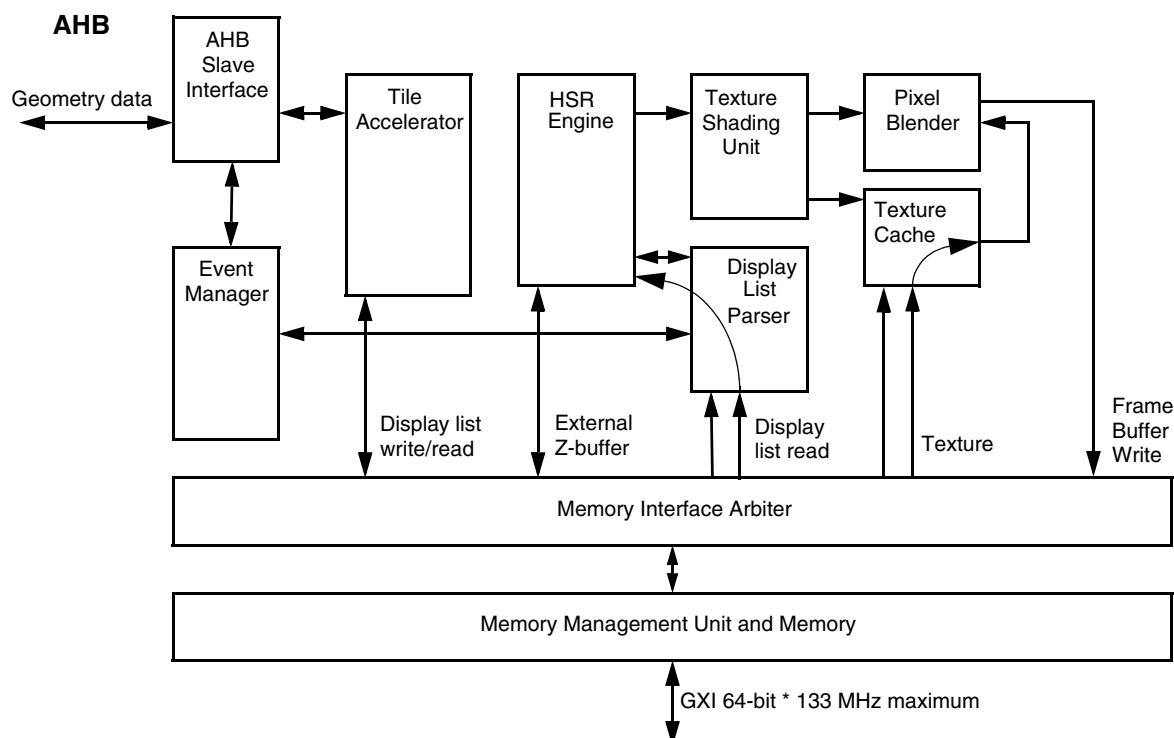 AHB
AHB
Slave
Interface
Geometry data
Tile
Accelerator
HSR
Engine
Texture
Shading
Unit
Pixel
Blender
Texture
Cache
Event
Manager
Display
List
Parser
Display list
write/read
External
Z-buffer
Display
list read
Texture
Frame
Buffer
Write
Memory Interface Arbiter
Memory Management Unit and Memory
GXI 64-bit * 133 MHz maximum